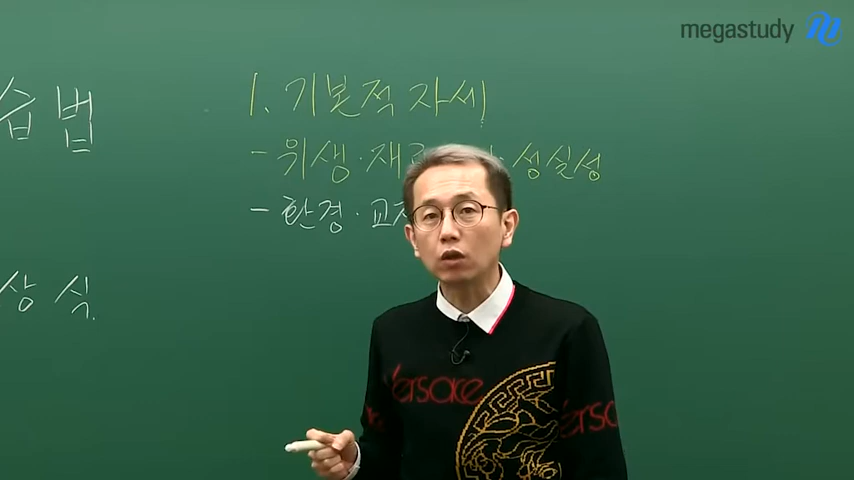 megastudy
습 법
1. 기본적 자세
- 위생·재 성실성
- 환경·교
상 식
Versace